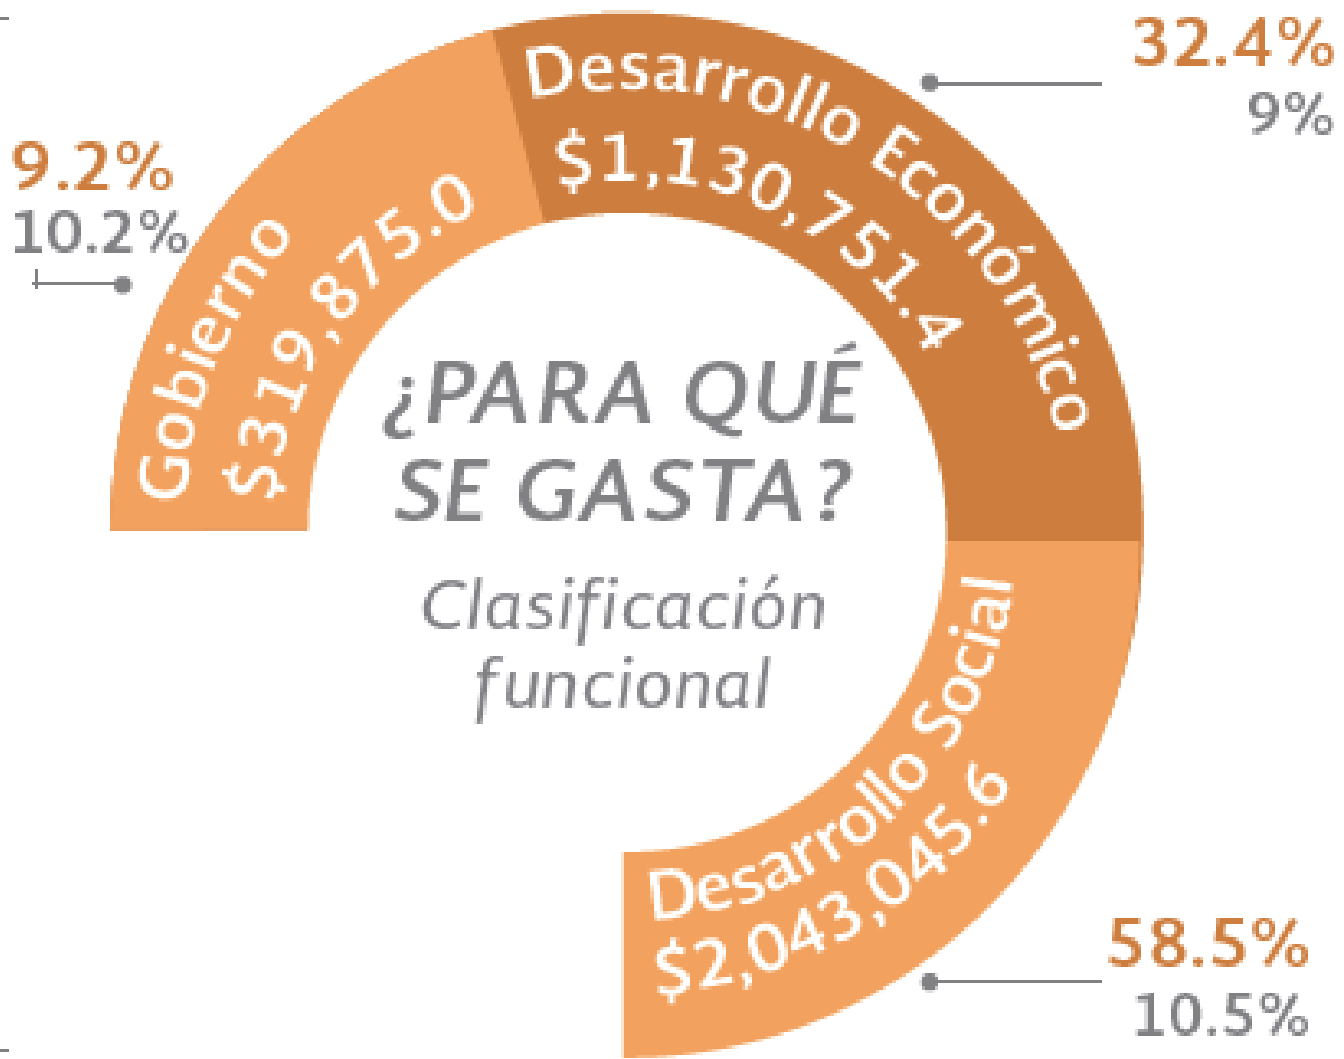 32.4%
9%
Desarrollo Económico
$1,130,751.4
9.2%
10.2%
Gobierno
$319,875.0
¿PARA QUÉ
SE GASTA?
Clasificación
funcional
Desarrollo Social
$2,043,045.6
58.5%
10.5%